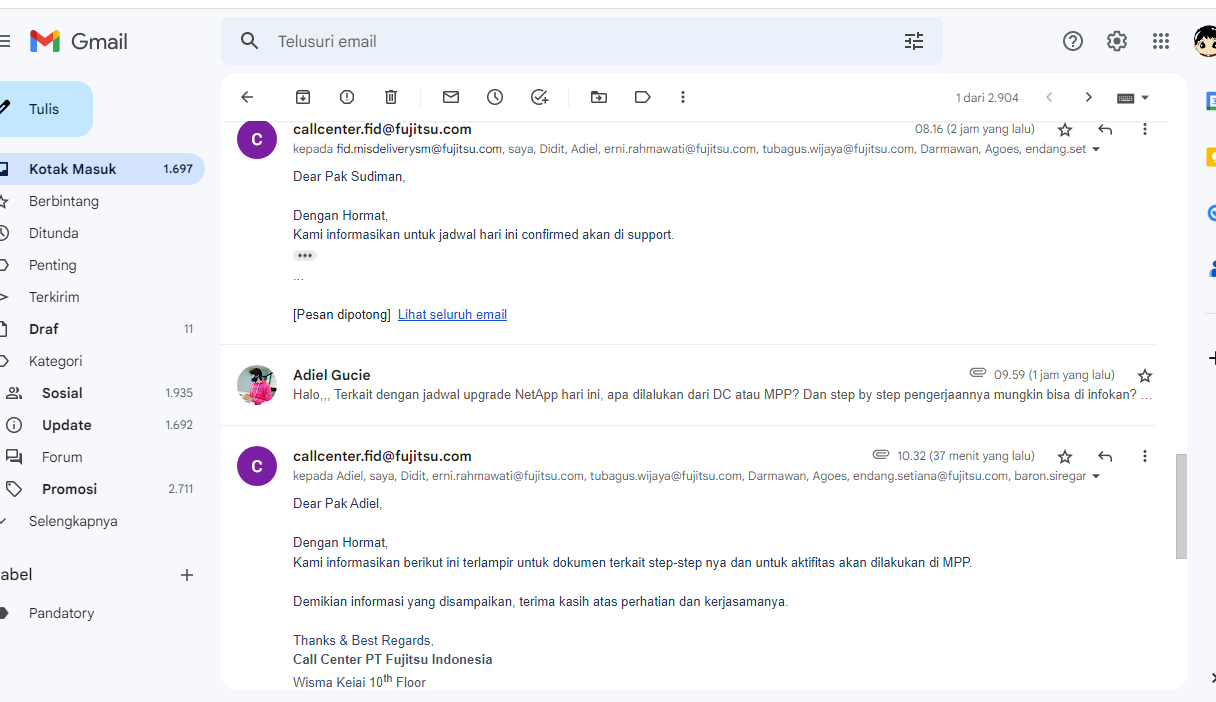 Gmail
Telusuri email
Tulis
1 dari 2.904
Kotak Masuk 1.697
Berbintang
Ditunda
Penting
Terkirim
Draf 11
Kategori
Sosial 1.935
Update 1.692
Forum
Promosi 2.711
Selengkapnya
abel
Pandatory
callcenter.fid@fujitsu.com 08.16 (2 jam yang lalu)
kepada fid.misdeliverysm@fujitsu.com, saya, Didit, Adiel, erni.rahmawati@fujitsu.com, tubagus.wijaya@fujitsu.com, Darmawan, Agoes, endang.set
Dear Pak Sudiman,
Dengan Hormat,
Kami informasikan untuk jadwal hari ini confirmed akan di support.
...
[Pesan dipotong] Lihat seluruh email
Adiel Gucie 09.59 (1 jam yang lalu)
Halo,,, Terkait dengan jadwal upgrade NetApp hari ini, apa dilalukan dari DC atau MPP? Dan step by step pengerjaannya mungkin bisa di infokan? ...
callcenter.fid@fujitsu.com 10.32 (37 menit yang lalu)
kepada Adiel, saya, Didit, erni.rahmawati@fujitsu.com, tubagus.wijaya@fujitsu.com, Darmawan, Agoes, endang.setiana@fujitsu.com, baron.siregar
Dear Pak Adiel,
Dengan Hormat,
Kami informasikan berikut ini terlampir untuk dokumen terkait step-step nya dan untuk aktifitas akan dilakukan di MPP.
Demikian informasi yang disampaikan, terima kasih atas perhatian dan kerjasamanya.
Thanks & Best Regards,
Call Center PT Fujitsu Indonesia
Wisma Keiai 10th Floor